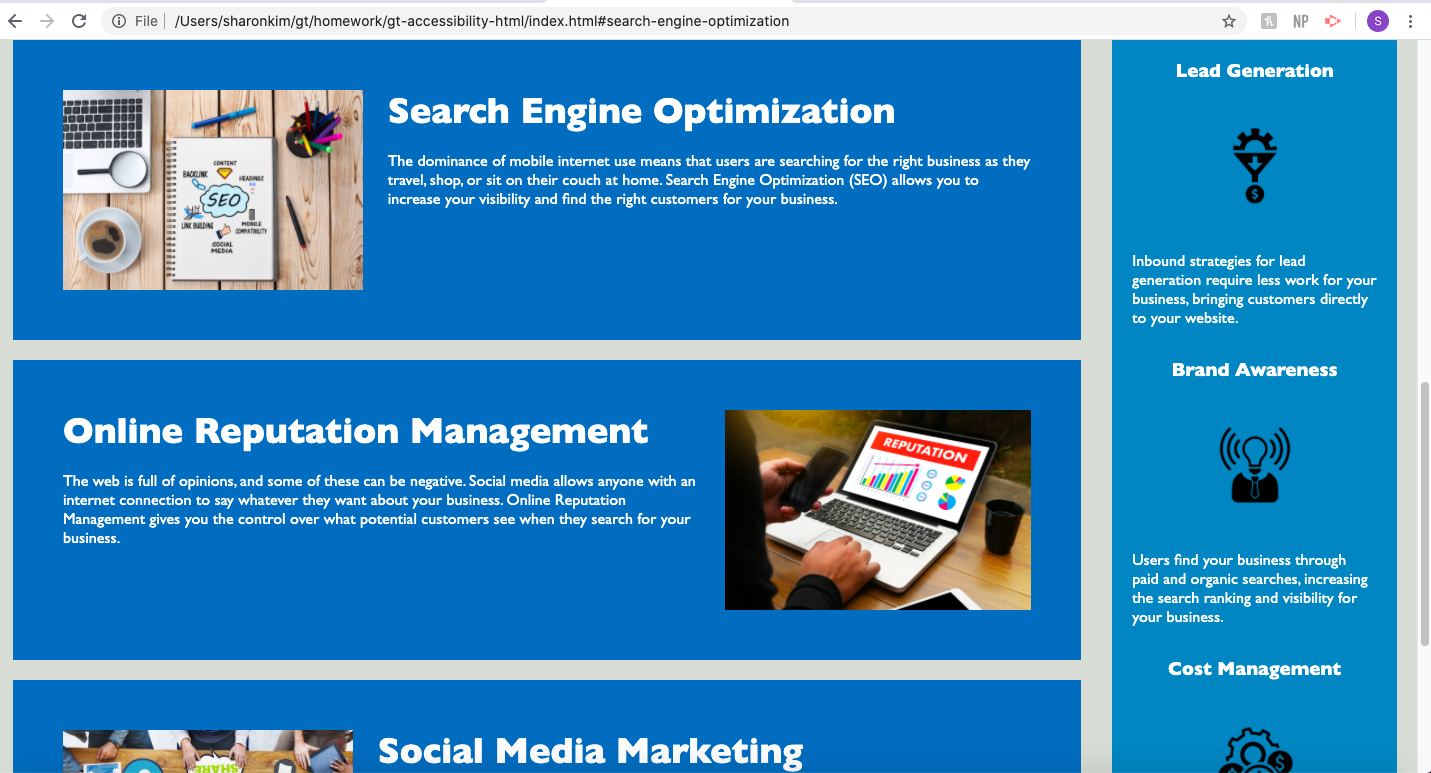 File /Users/sharonkim/gt/homework/gt-accessibility-html/index.html#search-engine-optimization
NP
S
Search Engine Optimization
The dominance of mobile internet use means that users are searching for the right business as they
travel, shop, or sit on their couch at home. Search Engine Optimization (SEO) allows you to
increase your visibility and find the right customers for your business.
CONTENT
BACKLINK
HEADINGS
SEO
LINK BUILDING
MOBILE
COMPATIBILITY
SOCIAL
MEDIA
Online Reputation Management
The web is full of opinions, and some of these can be negative. Social media allows anyone with an
internet connection to say whatever they want about your business. Online Reputation
Management gives you the control over what potential customers see when they search for your
business.
REPUTATION
Social Media Marketing
SHARE
Lead Generation
$
Inbound strategies for lead
generation require less work for your
business, bringing customers directly
to your website.
Brand Awareness
Users find your business through
paid and organic searches, increasing
the search ranking and visibility for
your business.
Cost Management
$